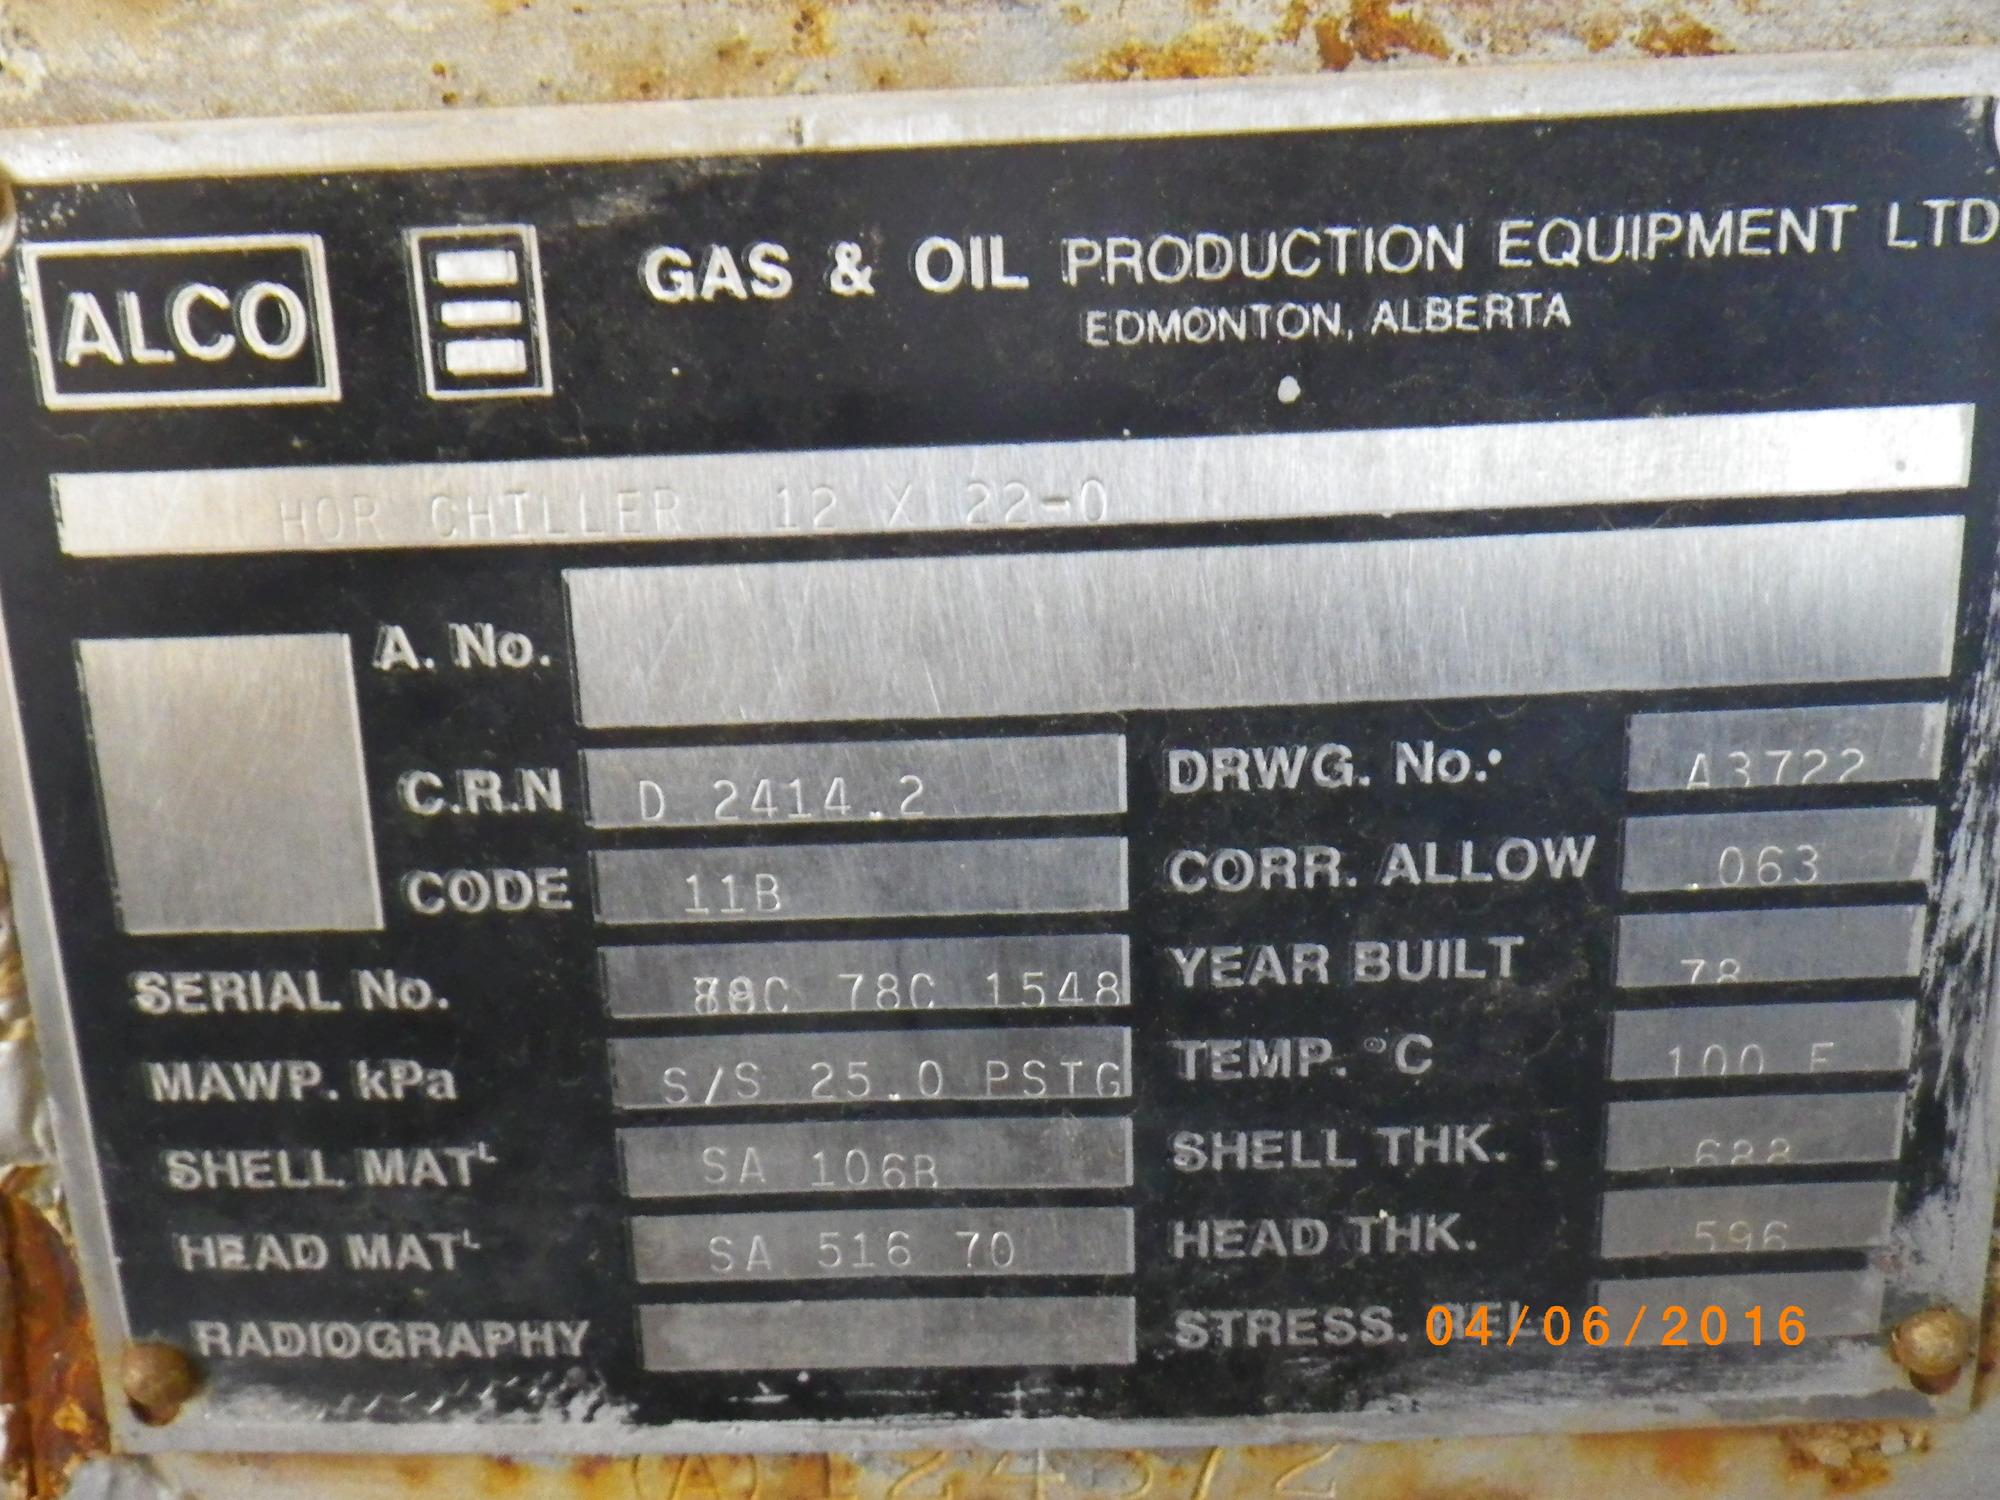 ALCO GAS & OIL PRODUCTION EQUIPMENT LTD
EDMONTON, ALBERTA
HOR CHILLER 12 X 22-0
A. No.
C.R.N D 2414.2 DRWG. No. A3722
CODE 11B CORR. ALLOW .063
SERIAL No. 78C 1548 YEAR BUILT 78
MAWP. kPa S/S 25.0 PSIG TEMP. °C 100 F
SHELL MATL SA 106B SHELL THK. .688
HEAD MATL SA 516 70 HEAD THK. 596
RADIOGRAPHY STRESS.
04/06/2016